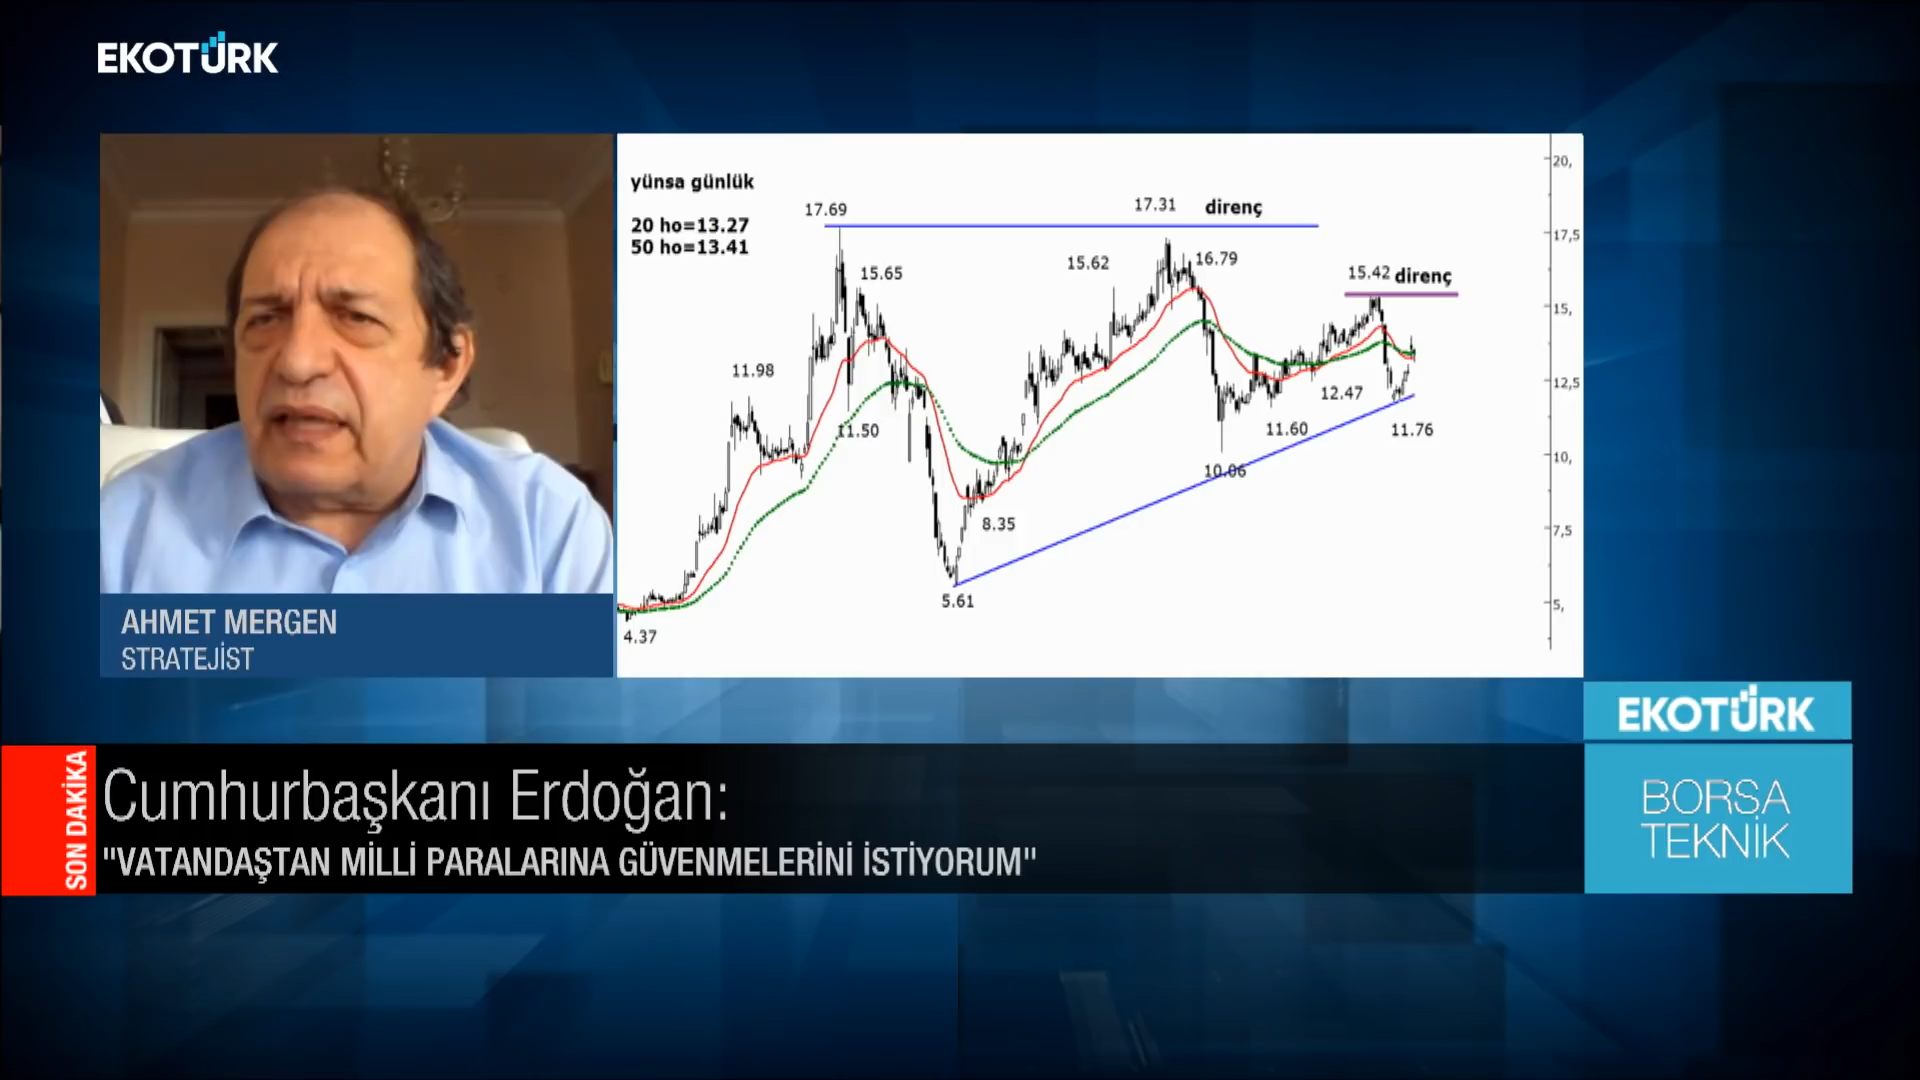 EKOTÜRK
yünsa günlük
20 ho=13.27
50 ho=13.41
17.69
15.65
11.98
11.50
4.37
5.61
8.35
15.62
17.31 direnç
16.79
10.06
11.60
12.47
15.42 direnç
11.76
20,
17,5
15,
12,5
10,
7,5
5,
AHMET MERGEN
STRATEJİST
EKOTÜRK
BORSA
TEKNİK
SON DAKİKA
Cumhurbaşkanı Erdoğan:
"VATANDAŞTAN MİLLİ PARALARINA GÜVENMELERİNİ İSTİYORUM"